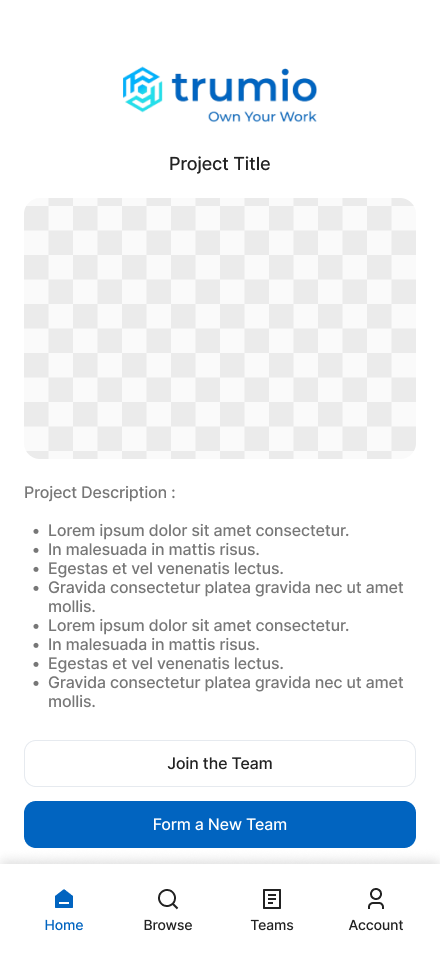 trumio
Own Your Work
Project Title
Project Description :
• Lorem ipsum dolor sit amet consectetur.
• In malesuada in mattis risus.
• Egestas et vel venenatis lectus.
• Gravida consectetur platea gravida nec ut amet
mollis.
• Lorem ipsum dolor sit amet consectetur.
• In malesuada in mattis risus.
• Egestas et vel venenatis lectus.
• Gravida consectetur platea gravida nec ut amet
mollis.
Join the Team
Form a New Team
Home Browse Teams Account